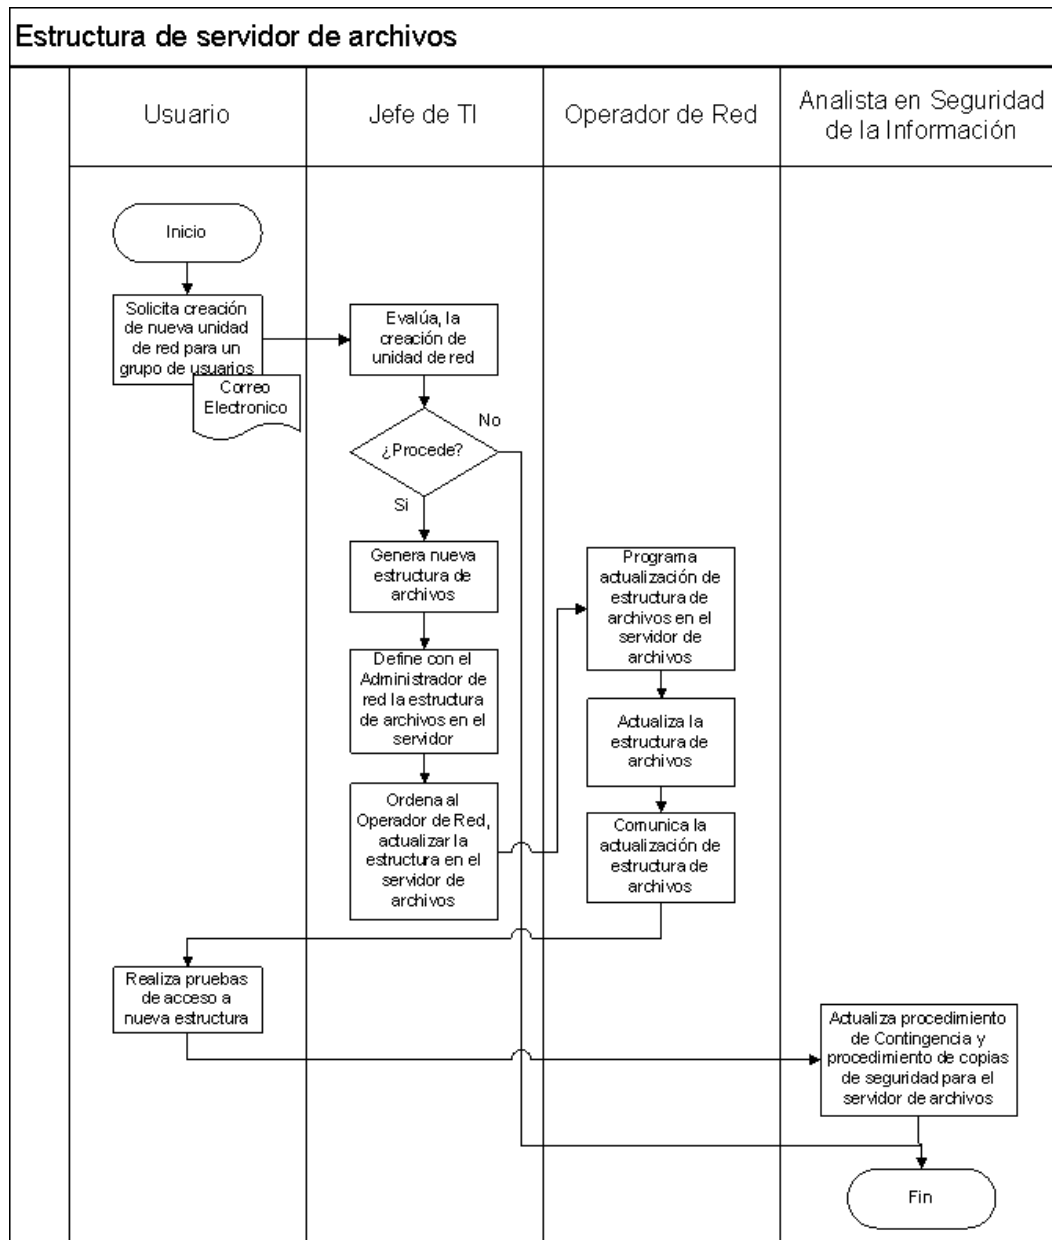 Estructura de servidor de archivos
Usuario
Jefe de TI
Operador de Red
Analista en Seguridad
de la Información
Inicio
Solicita creación
de nueva unidad
de red para un
grupo de usuarios
Correo
Electronico
Evalúa, la
creación de
unidad de red
¿Procede?
No
Si
Genera nueva
estructura de
archivos
Define con el
Administrador de
red la estructura
de archivos en el
servidor
Ordena al
Operador de Red,
actualizar la
estructura en el
servidor de
archivos
Programa
actualización de
estructura de
archivos en el
servidor de
archivos
Actualiza la
estructura de
archivos
Comunica la
actualización de
estructura de
archivos
Realiza pruebas
de acceso a
nueva estructura
Actualiza procedimiento
de Contingencia y
procedimiento de copias
de seguridad para el
servidor de archivos
Fin